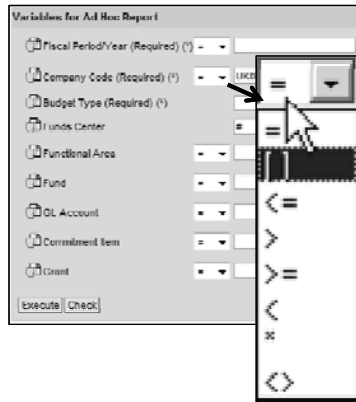 Variables for Ad Hoc Report
Fiscal Period/Year (Required) (*) =
Company Code (Required) (*) = UKB
Budget Type (Required) (*)
Funds Center =
Functional Area =
Fund =
GL Account =
Commitment Item =
Grant =
Execute Check
=
=
[ ]
<=
>
>=
<
*
<>